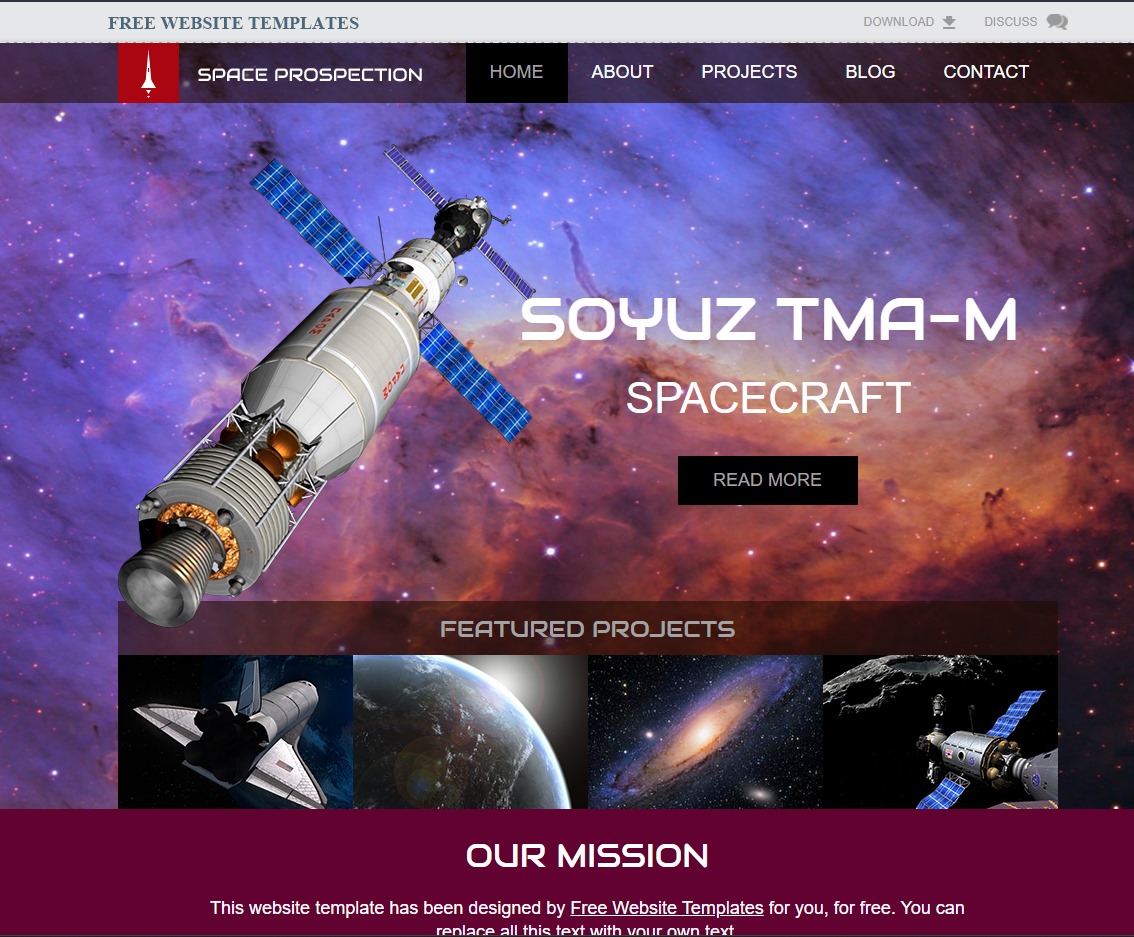 FREE WEBSITE TEMPLATES
DOWNLOAD DISCUSS
SPACE PROSPECTION
HOME ABOUT PROJECTS BLOG CONTACT
SOYUZ TMA-M
SPACECRAFT
READ MORE
FEATURED PROJECTS
OUR MISSION
This website template has been designed by Free Website Templates for you, for free. You can
replace all this text with your own text.